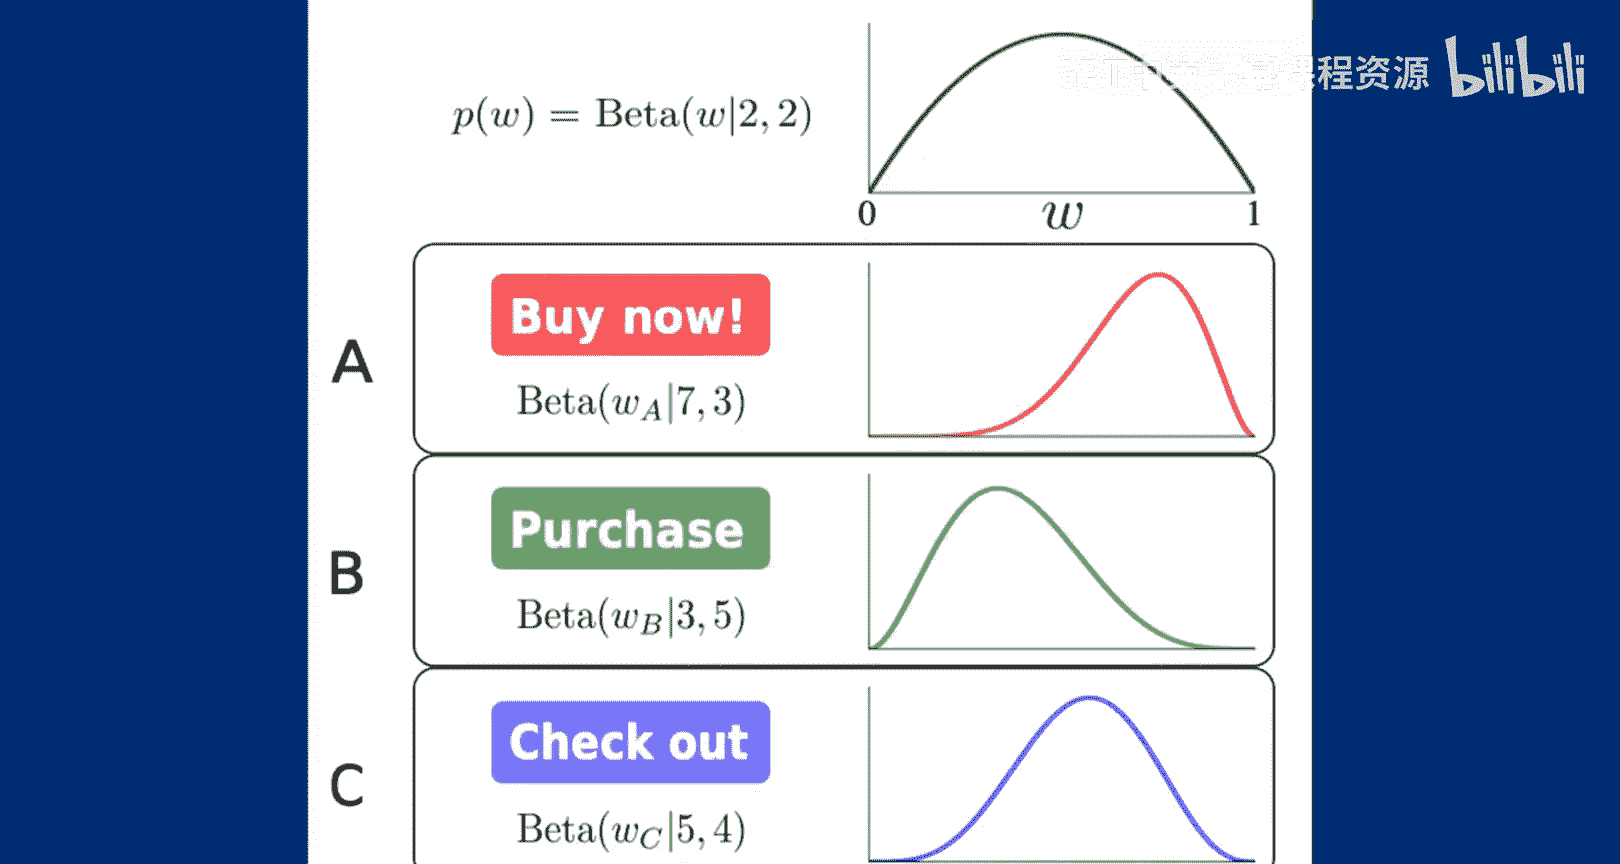 程资源 bilibili
p(w) = Beta(w|2, 2)
0 w 1
A
Buy now!
Beta(w_A|7, 3)
B
Purchase
Beta(w_B|3, 5)
C
Check out
Beta(w_C|5, 4)